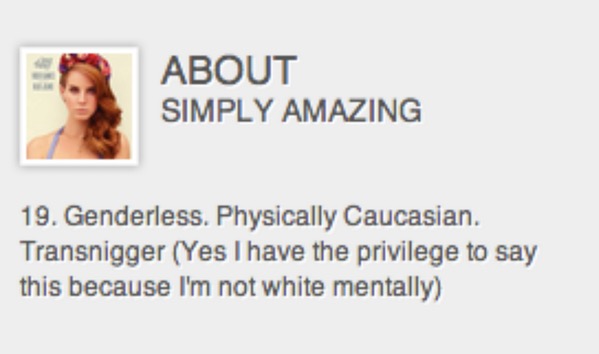 ABOUT
SIMPLY AMAZING
19. Genderless. Physically Caucasian.
Transnigger (Yes I have the privilege to say
this because I'm not white mentally)